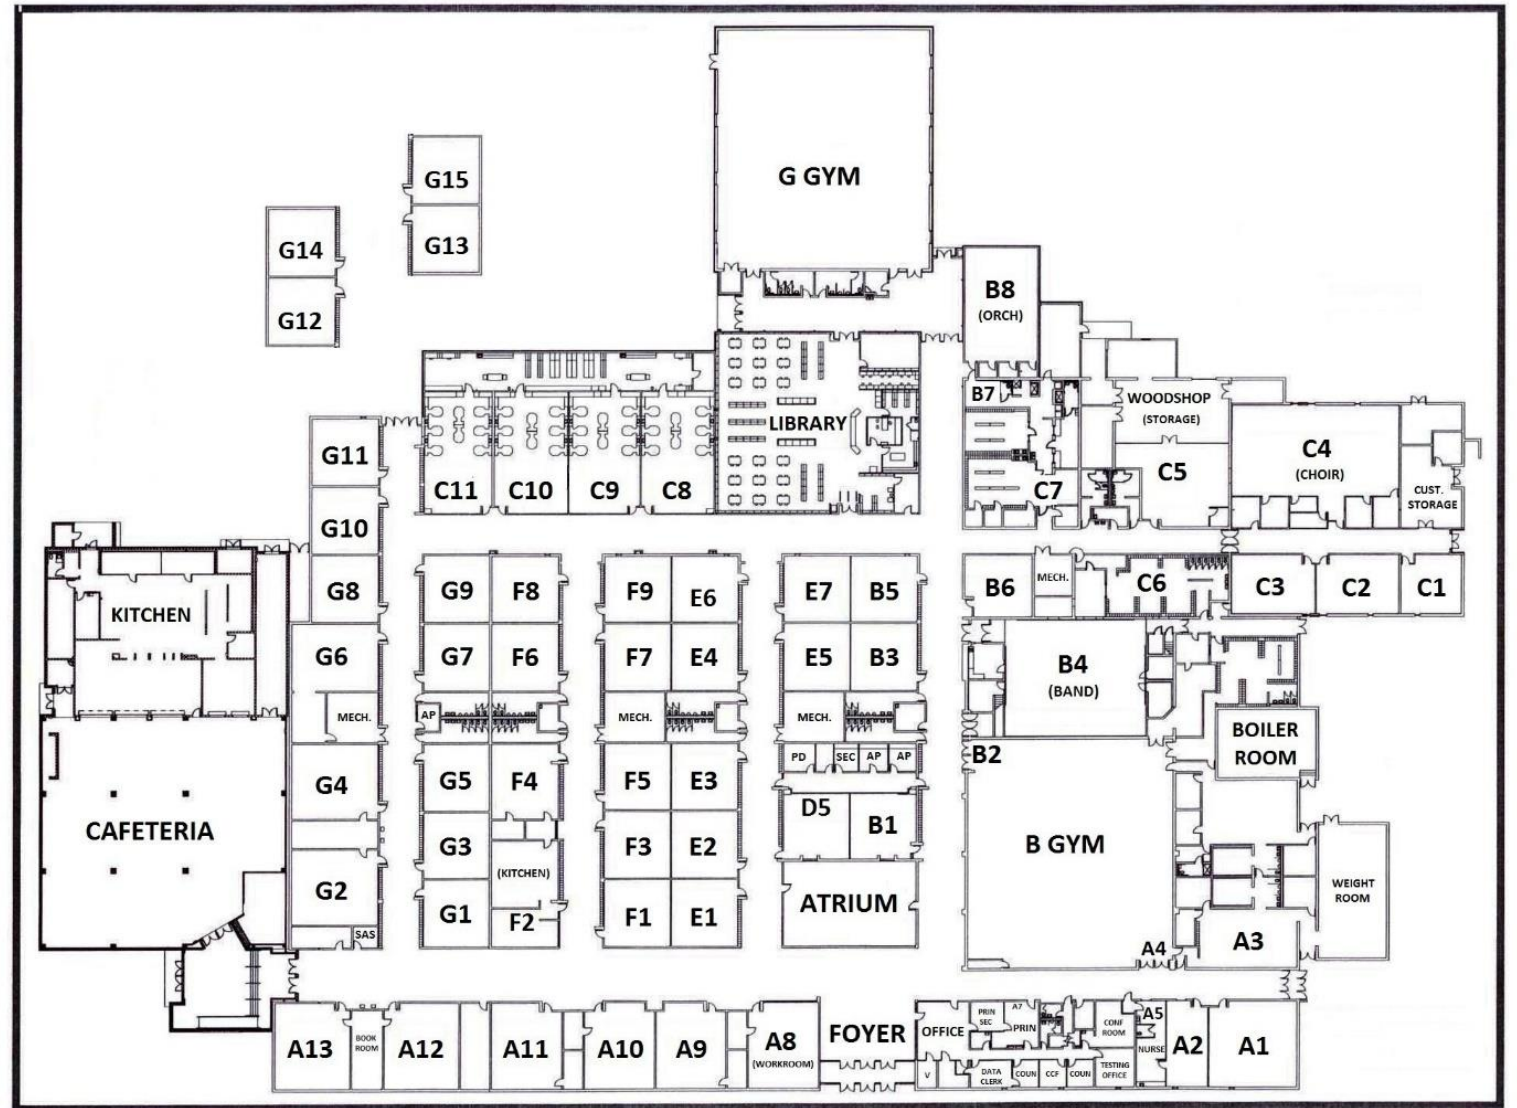 G GYM
G15
G13
G14
G12
B8
(ORCH)
B7
WOODSHOP
(STORAGE)
LIBRARY
C4
(CHOIR)
C5
C7
CUST.
STORAGE
G11
C11
C10
C9
C8
G10
G8
G9
F8
F9
E6
E7
B5
B6
MECH.
C6
C3
C2
C1
KITCHEN
G6
G7
F6
F7
E4
E5
B3
B4
(BAND)
MECH.
AP
MECH.
MECH.
BOILER
ROOM
B2
PD
SEC
AP
AP
G4
G5
F4
F5
E3
D5
B1
CAFETERIA
G3
F3
E2
B GYM
(KITCHEN)
G2
G1
F2
F1
E1
ATRIUM
WEIGHT
ROOM
SAS
A4
A3
A13
BOOK
ROOM
A12
A11
A10
A9
A8
(WORKROOM)
FOYER
OFFICE
PRIN
SEC
A7
PRIN
CONF
ROOM
A5
NURSE
A2
A1
V
DATA
CLERK
COUN
CCF
COUN
TESTING
OFFICE